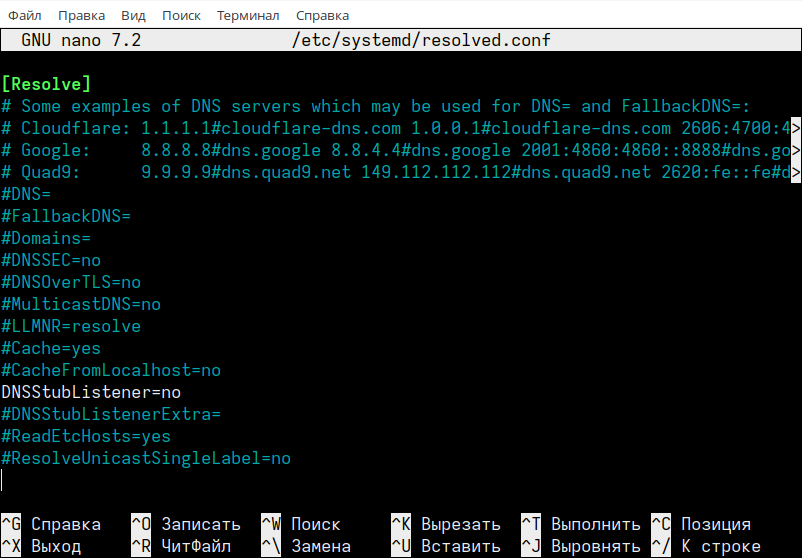 Файл Правка Вид Поиск Терминал Справка
GNU nano 7.2 /etc/systemd/resolved.conf
[Resolve]
# Some examples of DNS servers which may be used for DNS= and FallbackDNS=:
# Cloudflare: 1.1.1.1#cloudflare-dns.com 1.0.0.1#cloudflare-dns.com 2606:4700:4>
# Google: 8.8.8.8#dns.google 8.8.4.4#dns.google 2001:4860:4860::8888#dns.go>
# Quad9: 9.9.9.9#dns.quad9.net 149.112.112.112#dns.quad9.net 2620:fe::fe#d>
#DNS=
#FallbackDNS=
#Domains=
#DNSSEC=no
#DNSOverTLS=no
#MulticastDNS=no
#LLMNR=resolve
#Cache=yes
#CacheFromLocalhost=no
DNSStubListener=no
#DNSStubListenerExtra=
#ReadEtcHosts=yes
#ResolveUnicastSingleLabel=no
^G Справка ^O Записать ^W Поиск ^K Вырезать ^T Выполнить ^C Позиция
^X Выход ^R ЧитФайл ^\ Замена ^U Вставить ^J Выровнять ^/ К строке